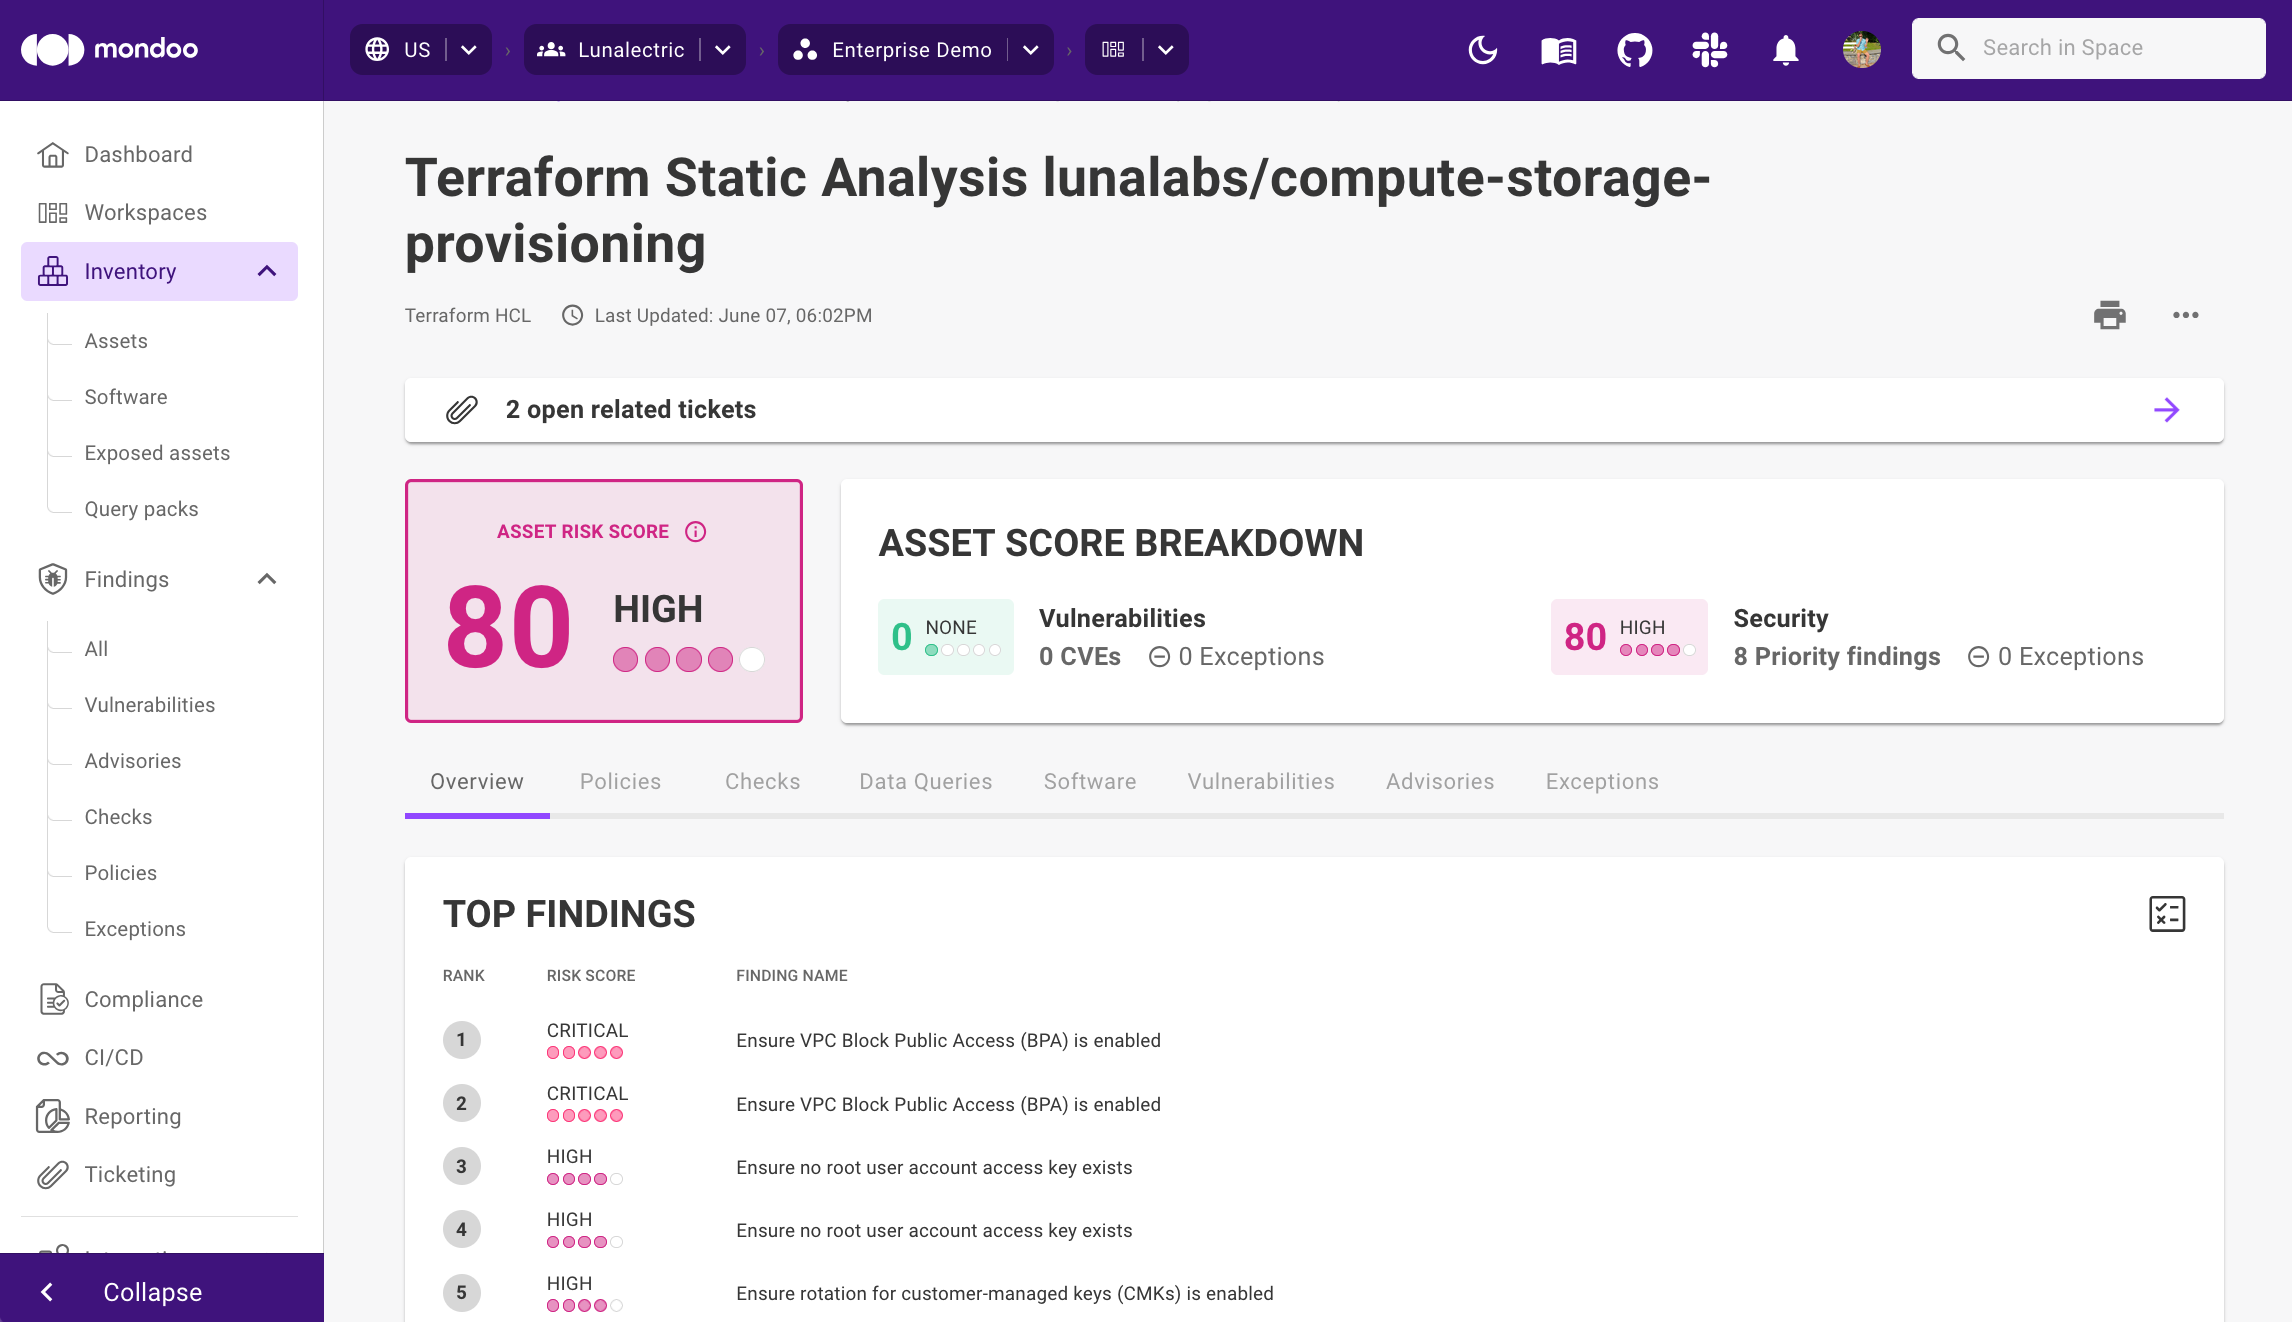 mondoo
US
Lunalectric
Enterprise Demo
Search in Space
Dashboard
Workspaces
Inventory
Assets
Software
Exposed assets
Query packs
Findings
All
Vulnerabilities
Advisories
Checks
Policies
Exceptions
Compliance
CI/CD
Reporting
Ticketing
Collapse
Terraform Static Analysis lunalabs/compute-storage-
provisioning
Terraform HCL Last Updated: June 07, 06:02PM
2 open related tickets
ASSET RISK SCORE
80 HIGH
ASSET SCORE BREAKDOWN
0 NONE
Vulnerabilities
0 CVEs 0 Exceptions
80 HIGH
Security
8 Priority findings 0 Exceptions
Overview Policies Checks Data Queries Software Vulnerabilities Advisories Exceptions
TOP FINDINGS
RANK RISK SCORE FINDING NAME
1 CRITICAL Ensure VPC Block Public Access (BPA) is enabled
2 CRITICAL Ensure VPC Block Public Access (BPA) is enabled
3 HIGH Ensure no root user account access key exists
4 HIGH Ensure no root user account access key exists
5 HIGH Ensure rotation for customer-managed keys (CMKs) is enabled